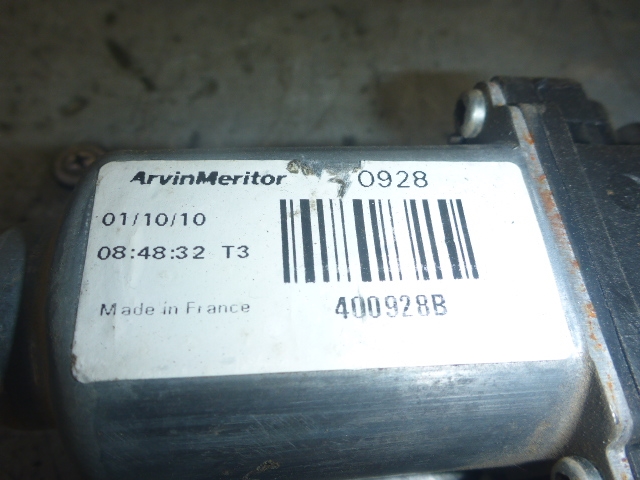 ArvinMeritor 0928
01/10/10
08:48:32 T3
Made in France
400928B